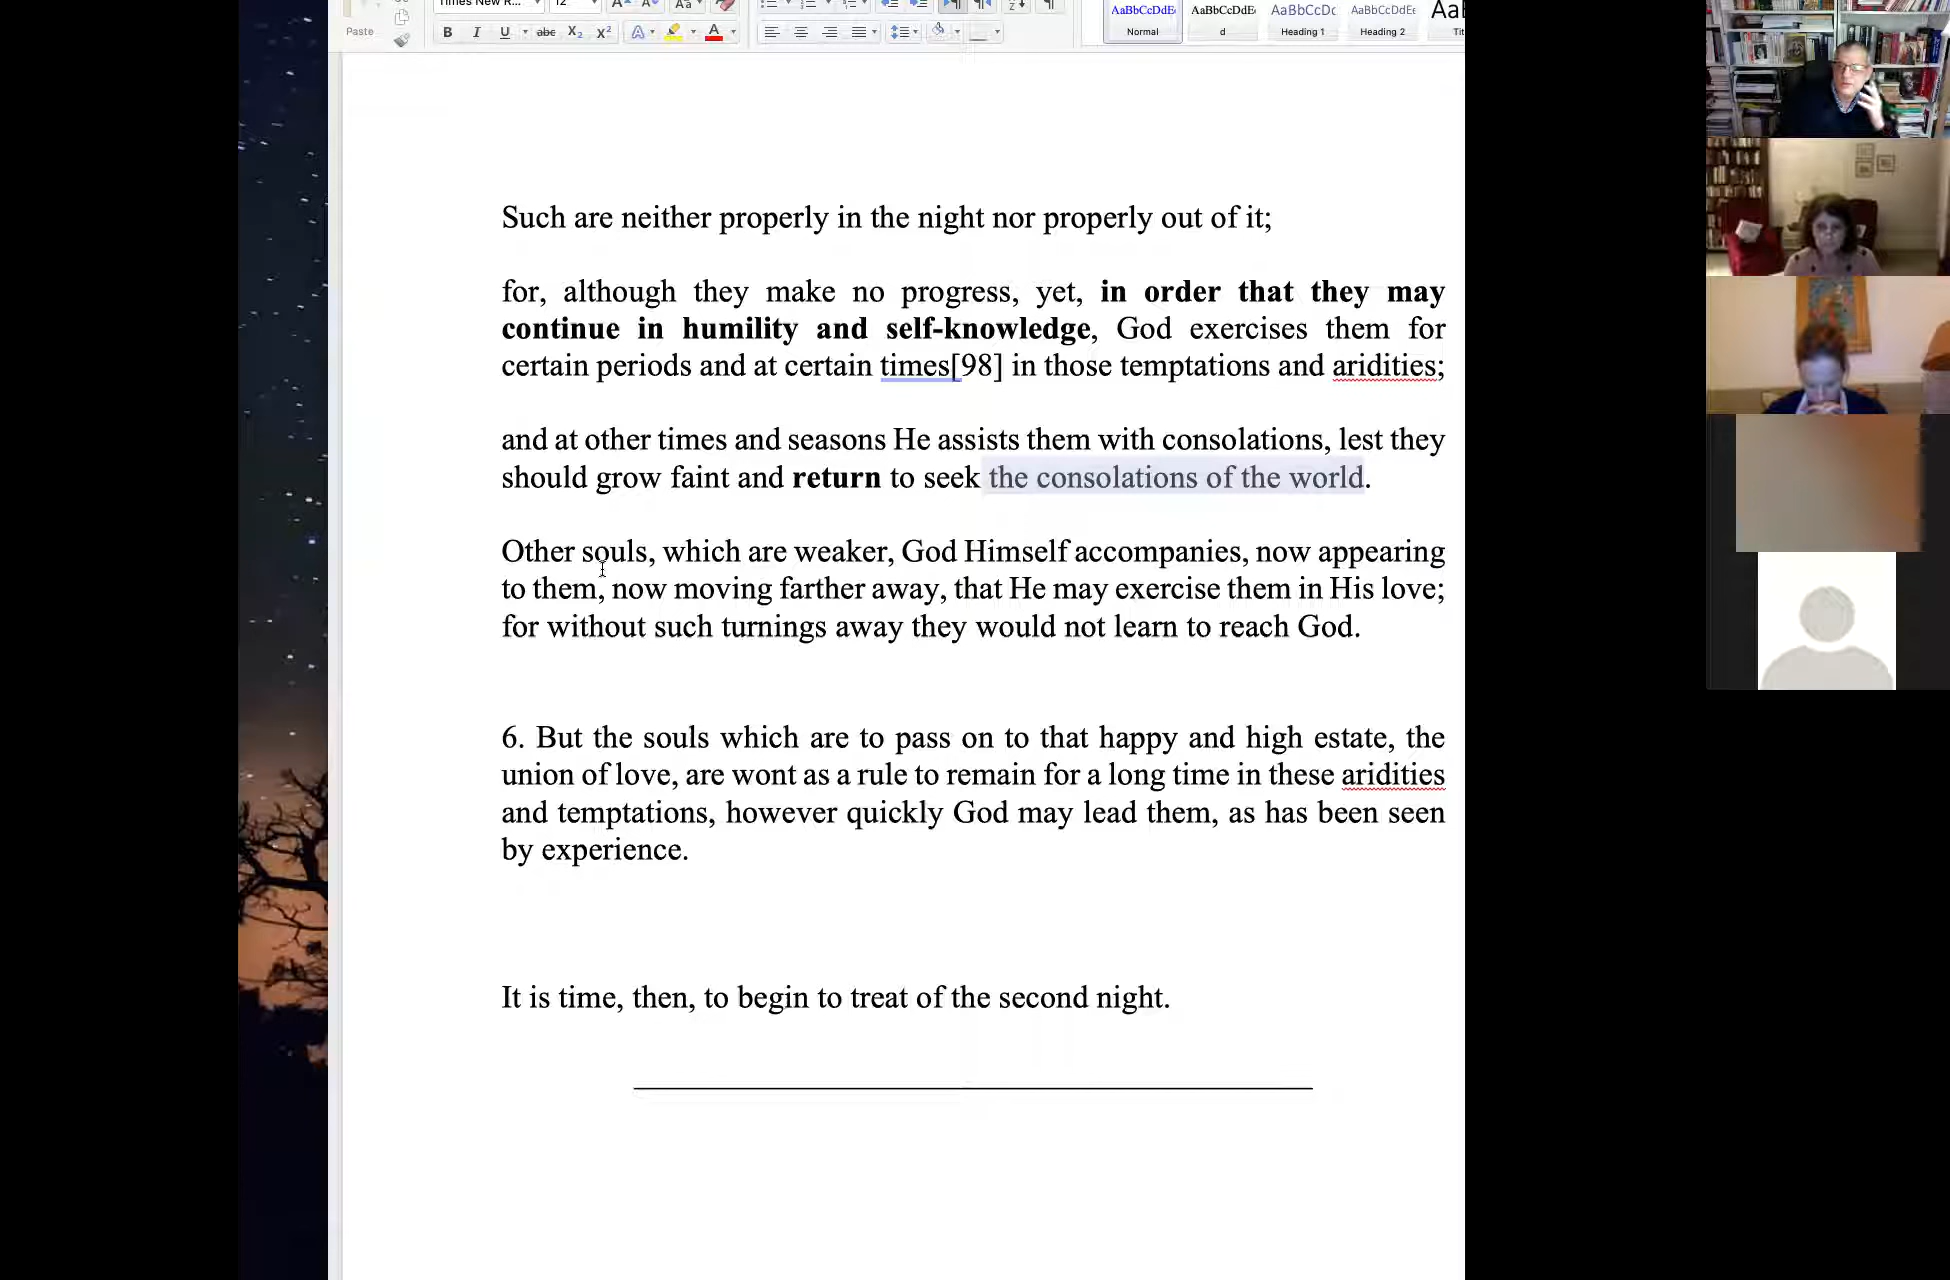 Times New R... 12 A A Aa
Paste
B I U abc X2 X2 A A
AaBbCcDdEe AaBbCcDdEe AaBbCcDc AaBbCcDdEe AaB
Normal d Heading 1 Heading 2 Tit
Such are neither properly in the night nor properly out of it;
for, although they make no progress, yet, in order that they may
continue in humility and self-knowledge, God exercises them for
certain periods and at certain times[98] in those temptations and aridities;
and at other times and seasons He assists them with consolations, lest they
should grow faint and return to seek the consolations of the world.
Other souls, which are weaker, God Himself accompanies, now appearing
to them, now moving farther away, that He may exercise them in His love;
for without such turnings away they would not learn to reach God.
6. But the souls which are to pass on to that happy and high estate, the
union of love, are wont as a rule to remain for a long time in these aridities
and temptations, however quickly God may lead them, as has been seen
by experience.
It is time, then, to begin to treat of the second night.